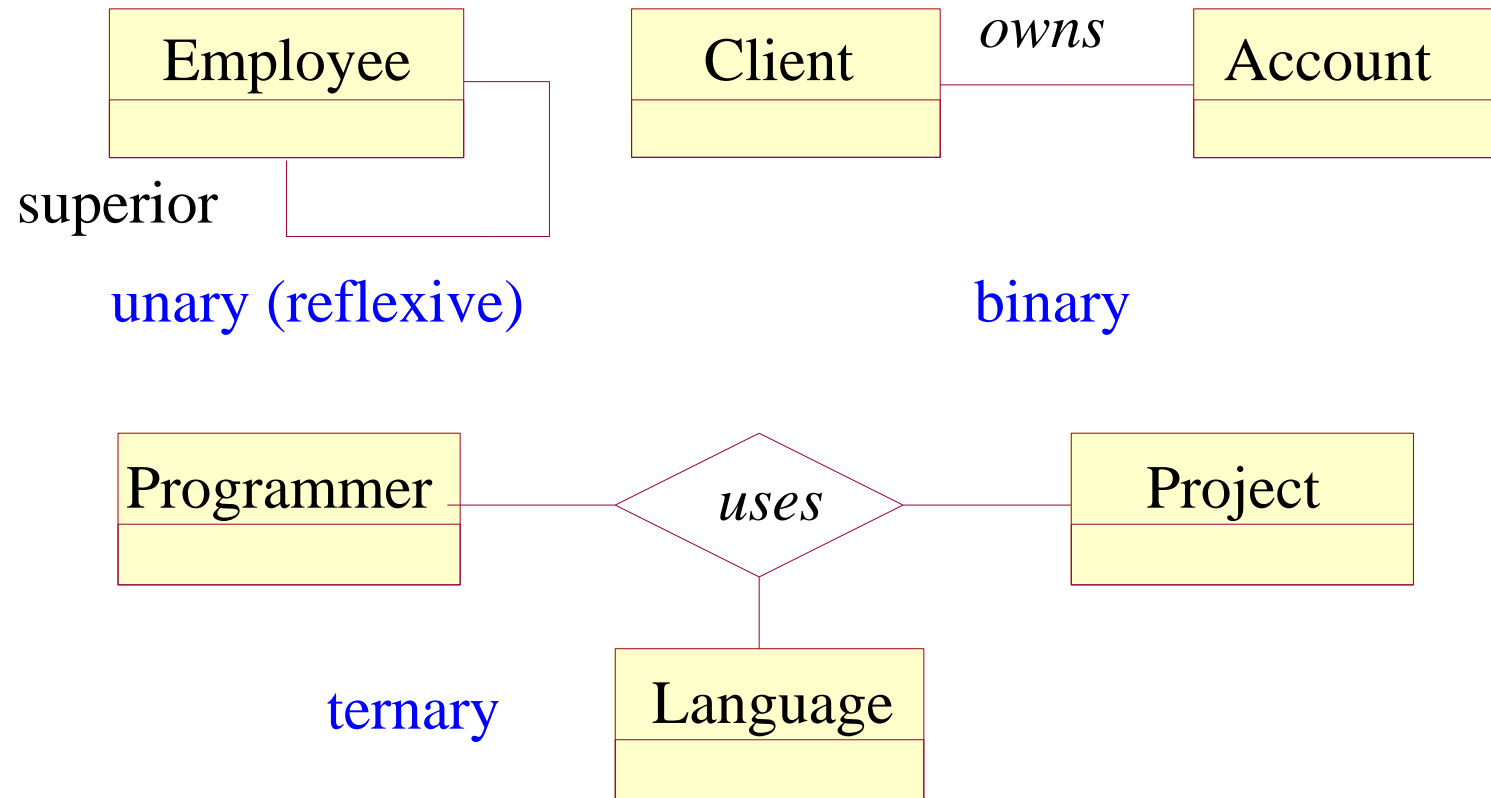 Employee
Client
owns
Account
superior
unary (reflexive)
binary
Programmer
uses
Project
Language
ternary